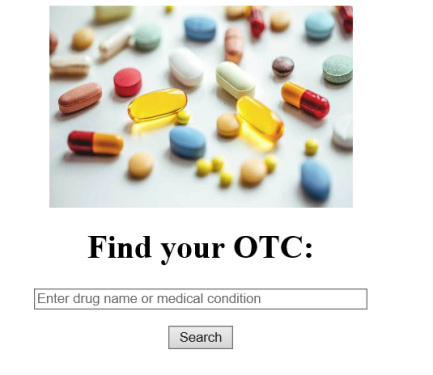 Find your OTC:
Enter drug name or medical condition
Search